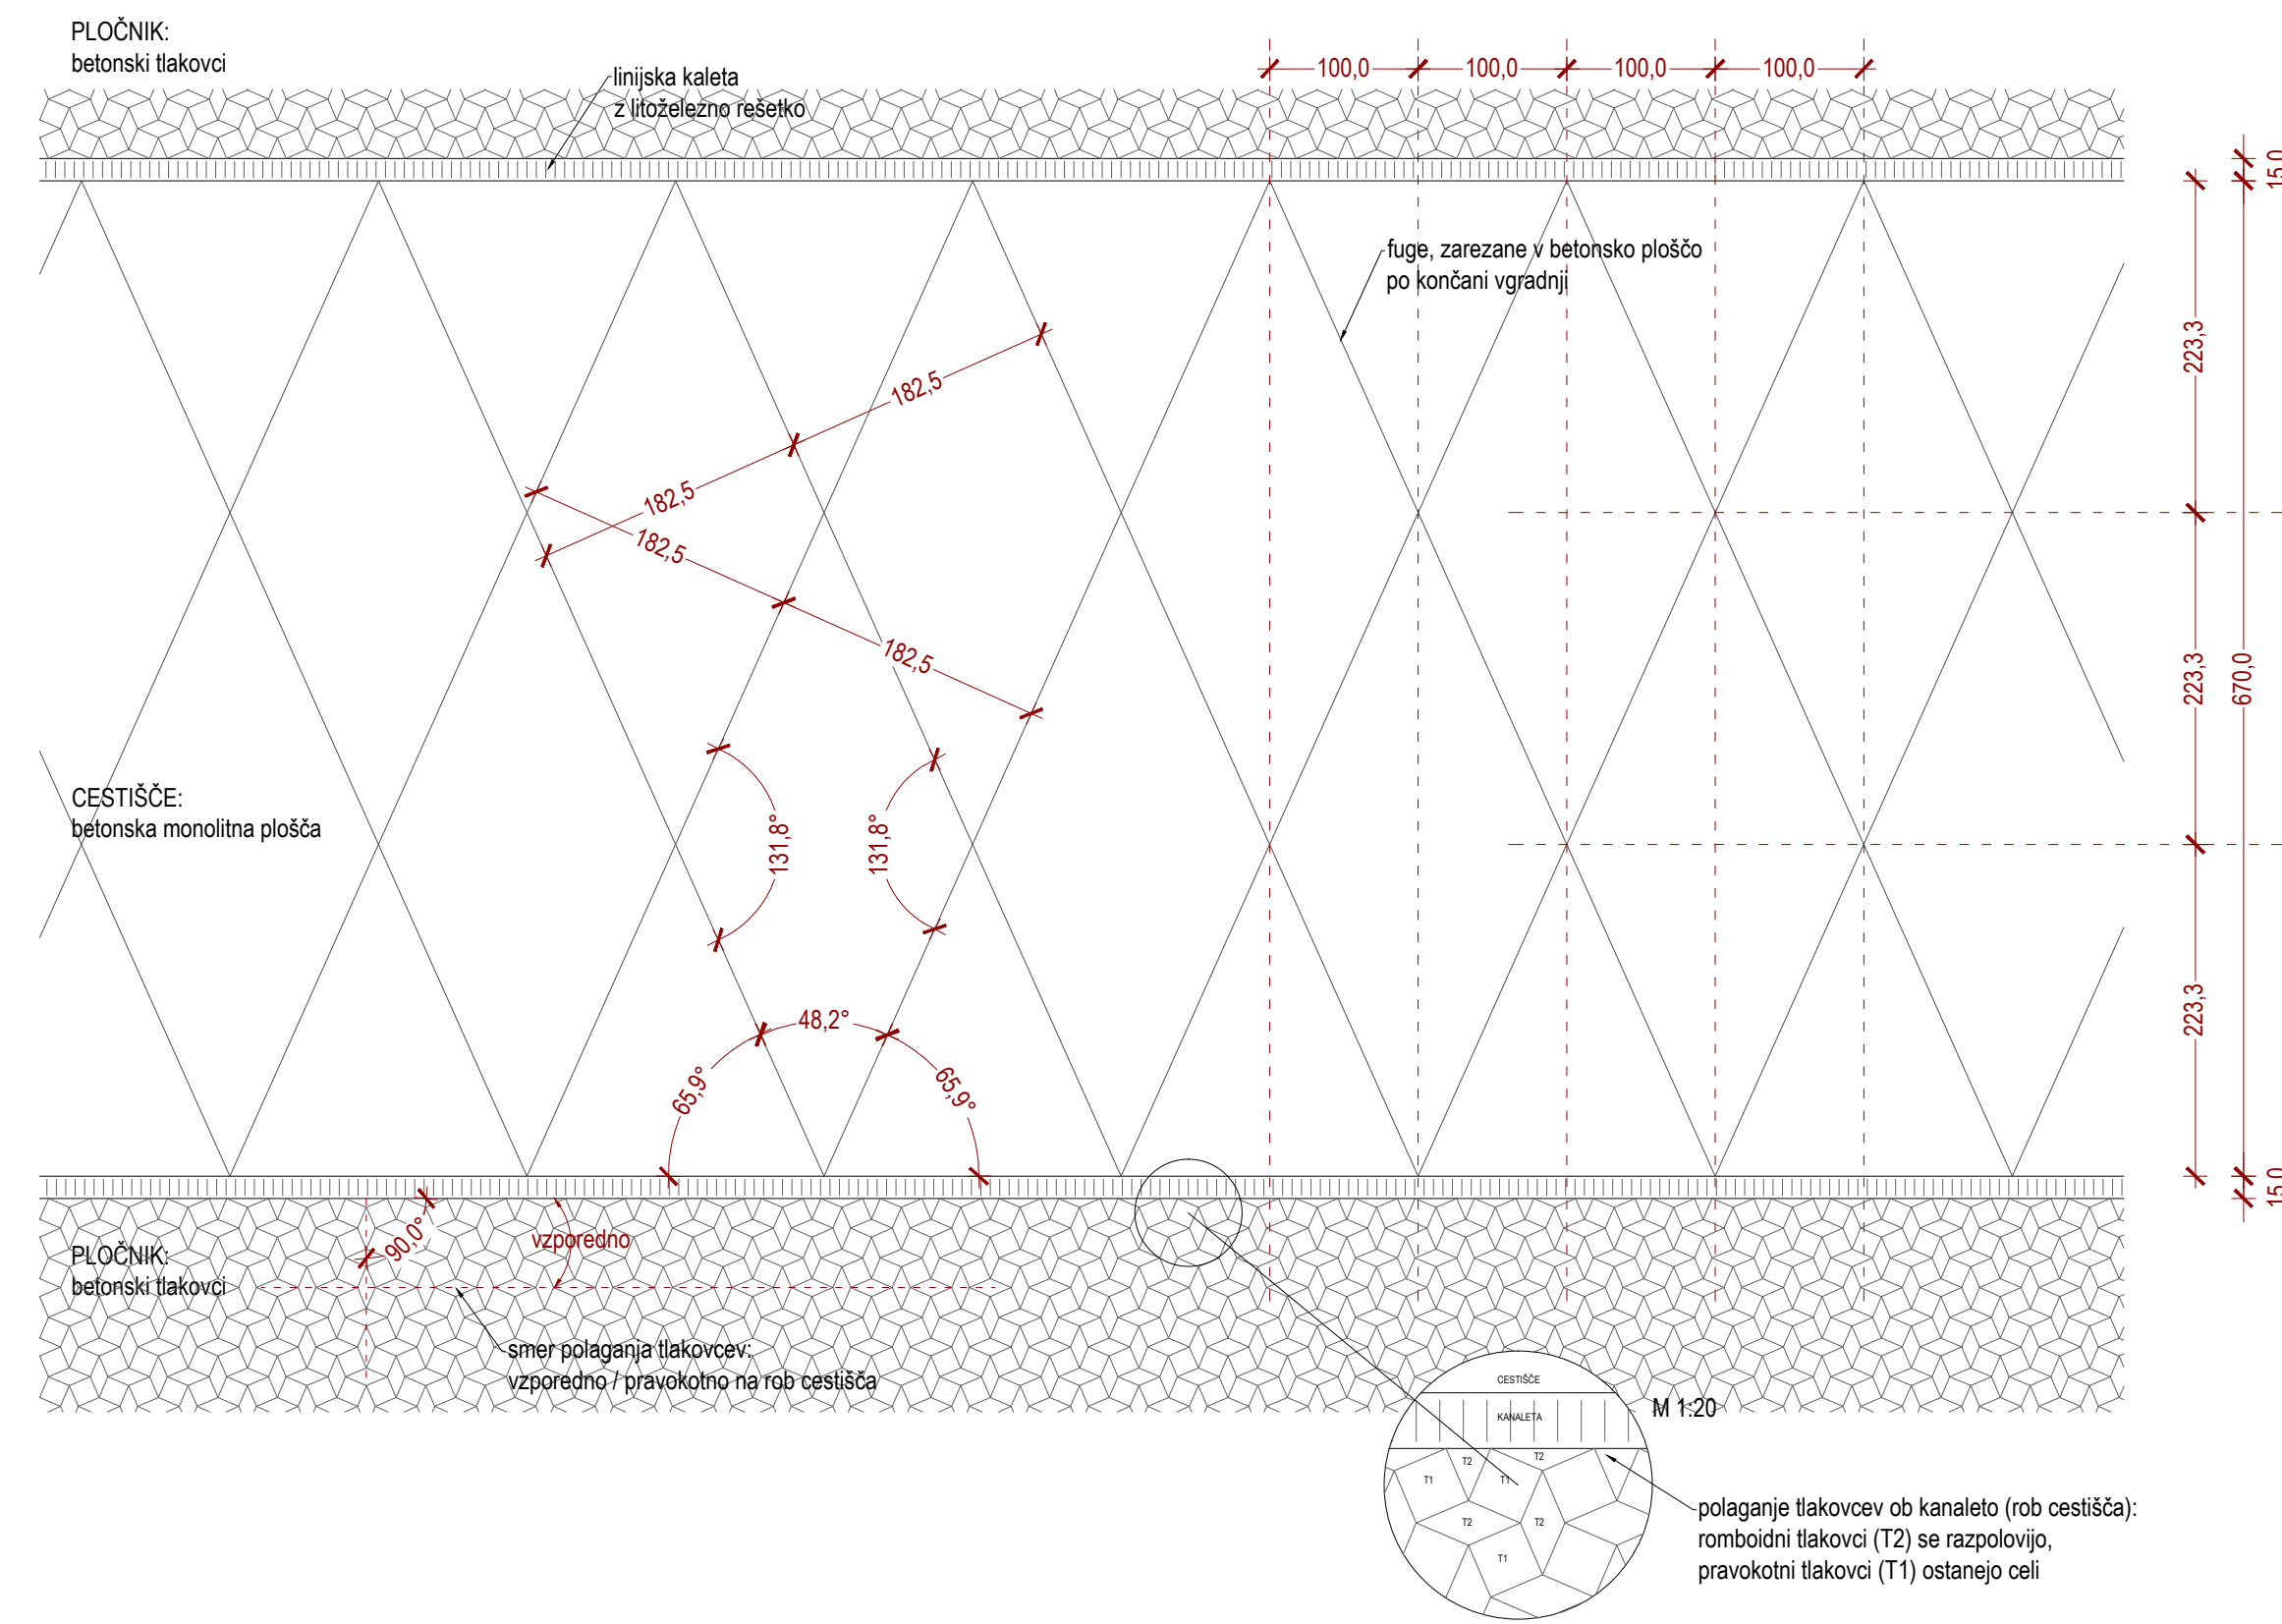 PLOČNIK:
betonski tlakovci
linijska kaleta
z litoželezno rešetko
100,0
100,0
100,0
100,0
15,0
fuge, zarezane v betonsko ploščo
po končani vgradnji
223,3
182,5
182,5
182,5
182,5
223,3
670,0
CESTIŠČE:
betonska monolitna plošča
131,8°
131,8°
223,3
48,2°
65,9°
65,9°
15,0
90,0°
vzporedno
PLOČNIK:
betonski tlakovci
smer polaganja tlakovcev:
vzporedno / pravokotno na rob cestišča
CESTIŠČE
KANALETA
M 1:20
T2
T2
T1
T1
T2
T2
T1
polaganje tlakovcev ob kanaleto (rob cestišča):
romboidni tlakovci (T2) se razpolovijo,
pravokotni tlakovci (T1) ostanejo celi